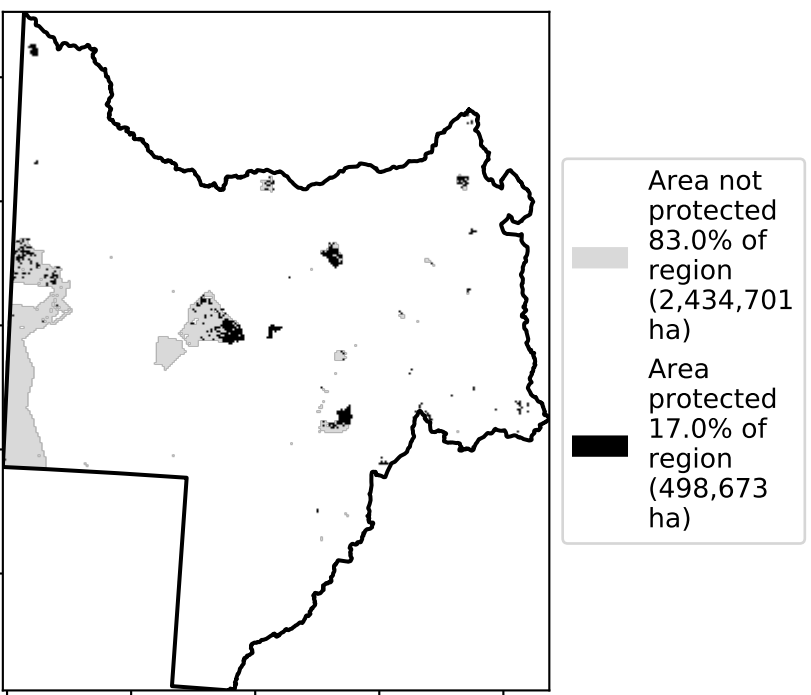 Area not
protected
83.0% of
region
(2,434,701
ha)
Area
protected
17.0% of
region
(498,673
ha)